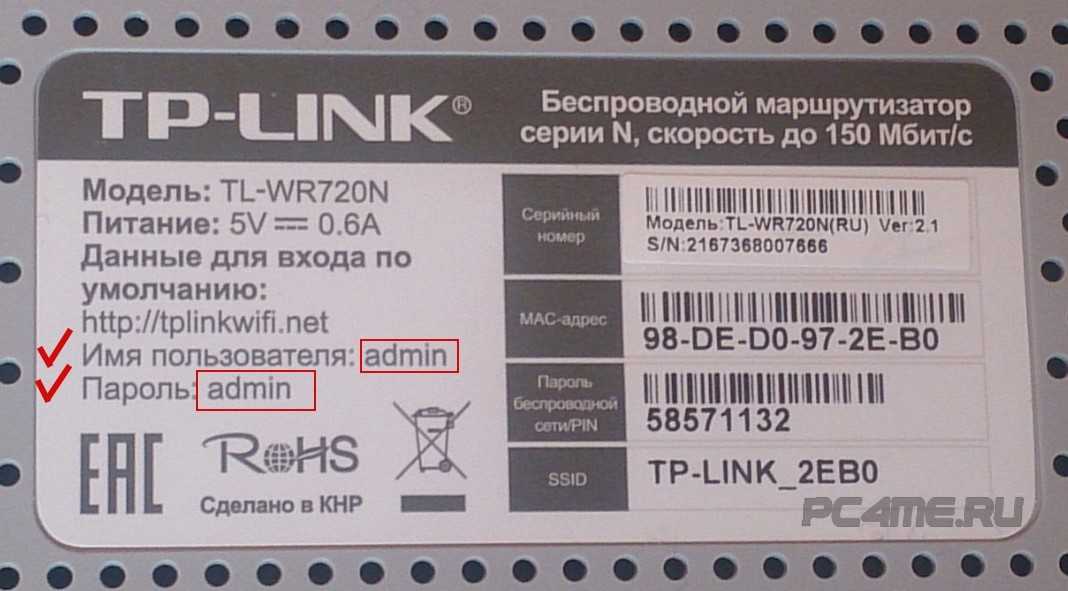 TP-LINK®
Беспроводной маршрутизатор
серии N, скорость до 150 Мбит/с
Модель: TL-WR720N
Питание: 5V 0.6A
Данные для входа по
умолчанию:
http://tplinkwifi.net
Имя пользователя: admin
Пароль: admin
EAC
RoHS
Сделано в КНР
Серийный
номер
Модель:TL-WR720N(RU) Ver:2.1
S/N:2167368007666
MAC-адрес
98-DE-D0-97-2E-B0
Пароль
беспроводной
сети/PIN
58571132
SSID
TP-LINK_2EB0
PC4ME.RU